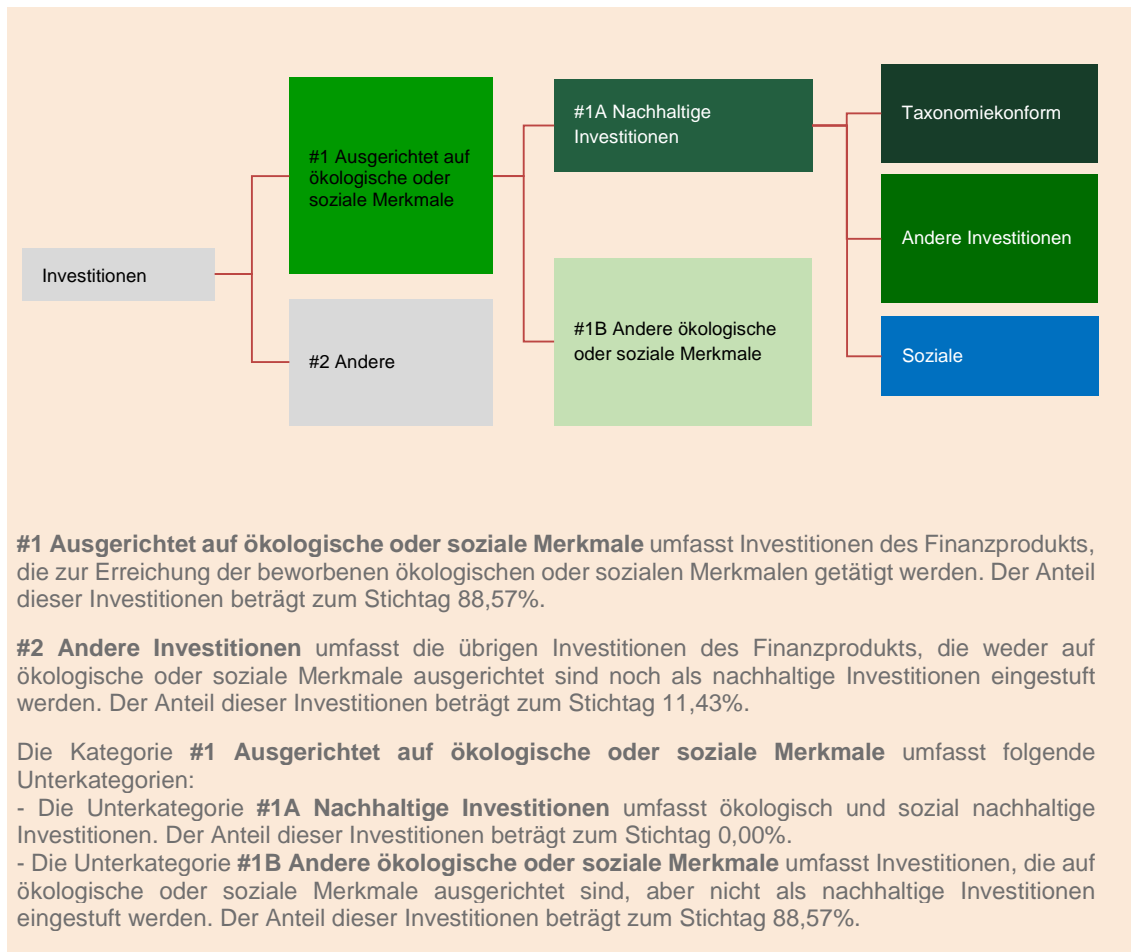 #1A Nachhaltige
Investitionen
Taxonomiekonform
#1 Ausgerichtet auf
ökologische oder
soziale Merkmale
Andere Investitionen
Investitionen
#1B Andere ökologische
oder soziale Merkmale
#2 Andere
Soziale
#1 Ausgerichtet auf ökologische oder soziale Merkmale umfasst Investitionen des Finanzprodukts,
die zur Erreichung der beworbenen ökologischen oder sozialen Merkmalen getätigt werden. Der Anteil
dieser Investitionen beträgt zum Stichtag 88,57%.
#2 Andere Investitionen umfasst die übrigen Investitionen des Finanzprodukts, die weder auf
ökologische oder soziale Merkmale ausgerichtet sind noch als nachhaltige Investitionen eingestuft
werden. Der Anteil dieser Investitionen beträgt zum Stichtag 11,43%.
Die Kategorie #1 Ausgerichtet auf ökologische oder soziale Merkmale umfasst folgende
Unterkategorien:
- Die Unterkategorie #1A Nachhaltige Investitionen umfasst ökologisch und sozial nachhaltige
Investitionen. Der Anteil dieser Investitionen beträgt zum Stichtag 0,00%.
- Die Unterkategorie #1B Andere ökologische oder soziale Merkmale umfasst Investitionen, die auf
ökologische oder soziale Merkmale ausgerichtet sind, aber nicht als nachhaltige Investitionen
eingestuft werden. Der Anteil dieser Investitionen beträgt zum Stichtag 88,57%.